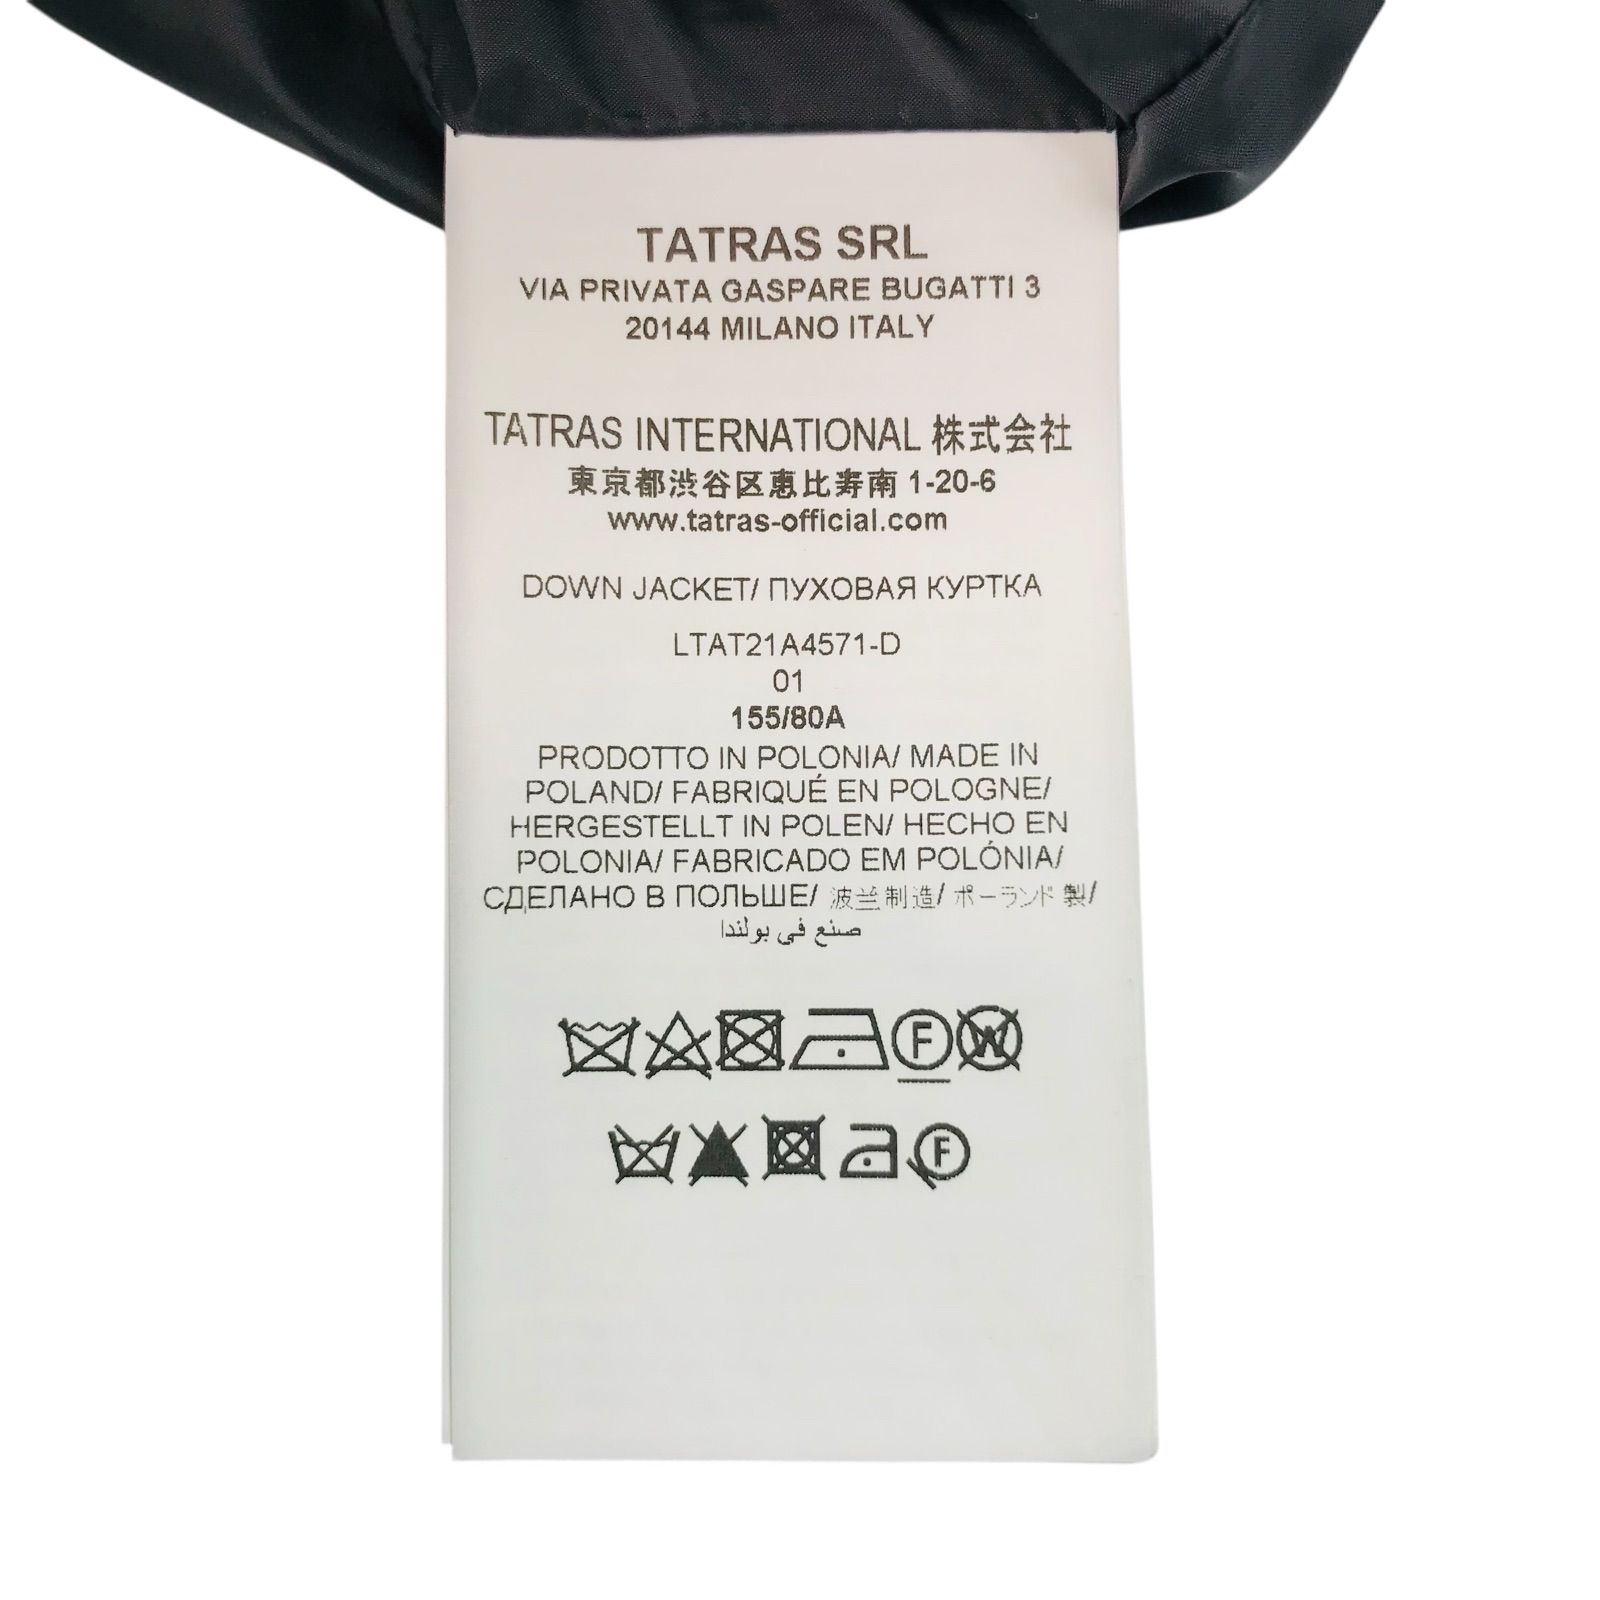 TATRAS SRL
VIA PRIVATA GASPARE BUGATTI 3
20144 MILANO ITALY
TATRAS INTERNATIONAL 株式会社
東京都渋谷区恵比寿南 1-20-6
www.tatras-official.com
DOWN JACKET/ ПУХОВАЯ КУРТКА
LTAT21A4571-D
01
155/80A
PRODOTTO IN POLONIA/ MADE IN
POLAND/ FABRIQUÉ EN POLOGNE/
HERGESTELLT IN POLEN/ HECHO EN
POLONIA/ FABRICADO EM POLÓNIA/
СДЕЛАНО В ПОЛЬШЕ/ 波兰制造/ ポーランド製/
صنع في بولندا
F W
F